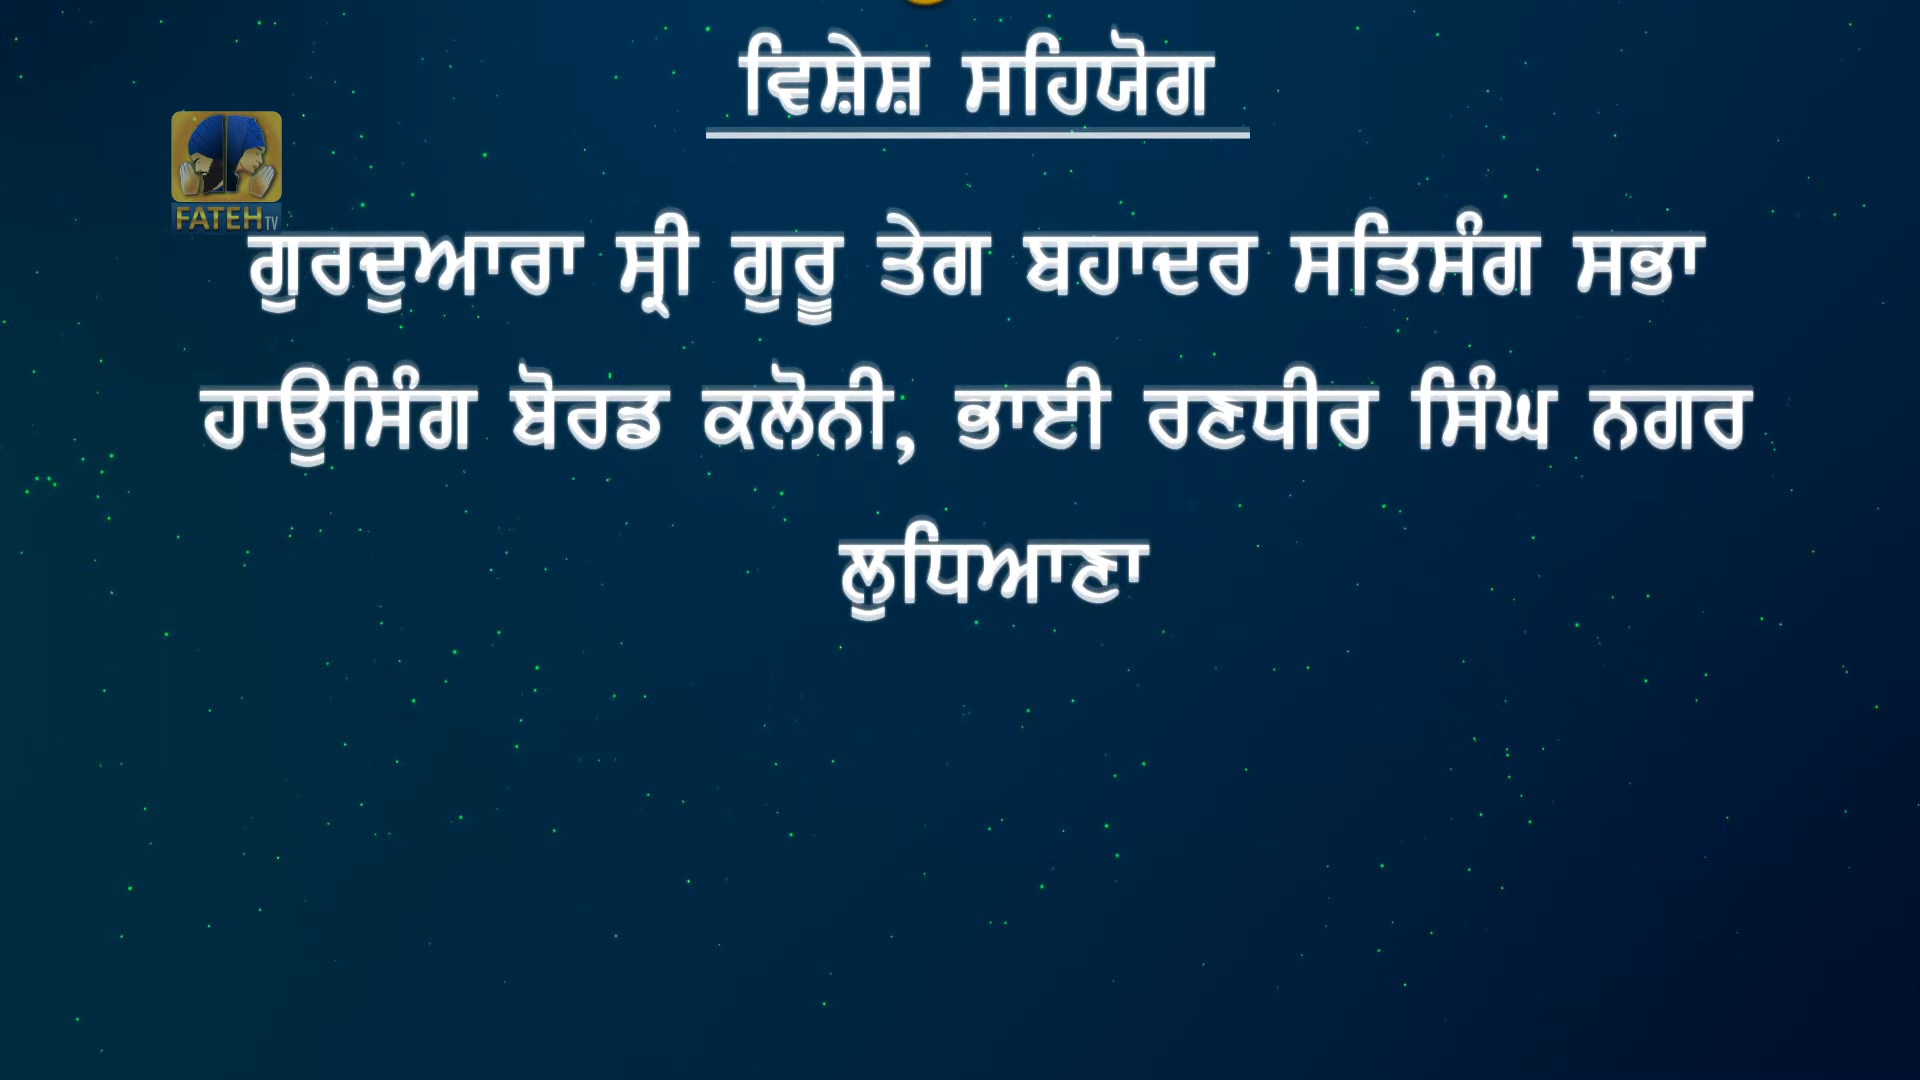 ਵਿਸ਼ੇਸ਼ ਸਹਿਯੋਗ
FATEH TV
ਗੁਰਦੁਆਰਾ ਸ੍ਰੀ ਗੁਰੂ ਤੇਗ ਬਹਾਦਰ ਸਤਿਸੰਗ ਸਭਾ
ਹਾਊਸਿੰਗ ਬੋਰਡ ਕਲੋਨੀ, ਭਾਈ ਰਣਧੀਰ ਸਿੰਘ ਨਗਰ
ਲੁਧਿਆਣਾ